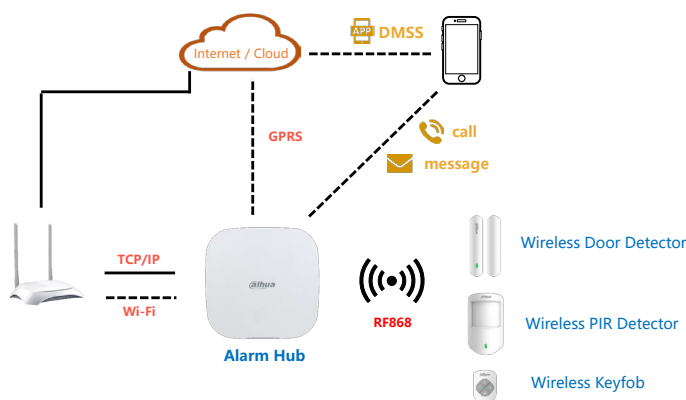 APP DMSS
Internet / Cloud
GPRS
call
message
TCP/IP
Wi-Fi
alhua
Alarm Hub
RF868
Wireless Door Detector
Wireless PIR Detector
Wireless Keyfob